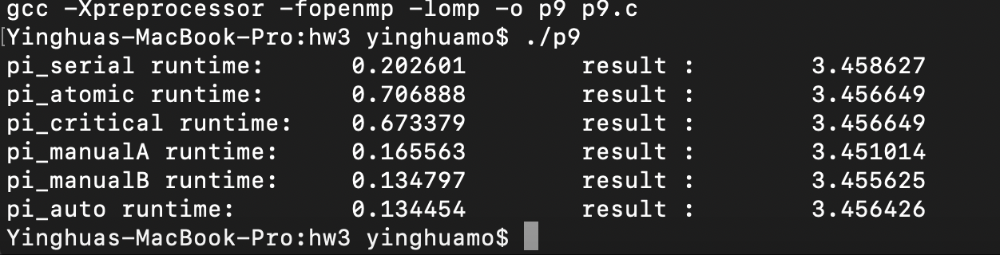 gcc -Xpreprocessor -fopenmp -lomp -o p9 p9.c
[Yinghuas-MacBook-Pro:hw3 yinghuamo$ ./p9
pi_serial runtime: 0.202601 result : 3.458627
pi_atomic runtime: 0.706888 result : 3.456649
pi_critical runtime: 0.673379 result : 3.456649
pi_manualA runtime: 0.165563 result : 3.451014
pi_manualB runtime: 0.134797 result : 3.455625
pi_auto runtime: 0.134454 result : 3.456426
Yinghuas-MacBook-Pro:hw3 yinghuamo$